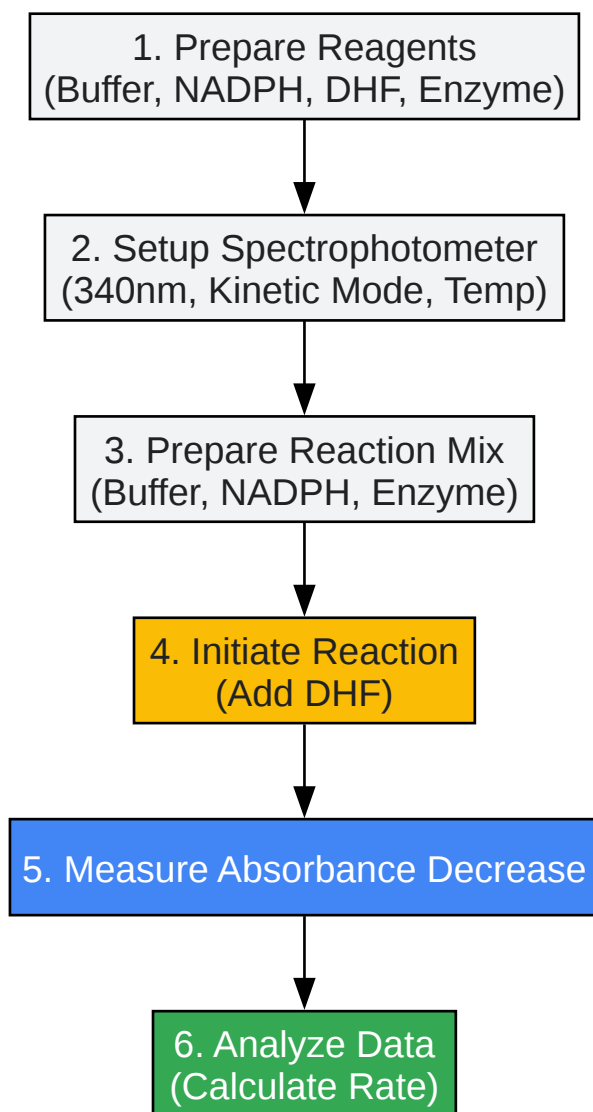 1. Prepare Reagents
(Buffer, NADPH, DHF, Enzyme)
2. Setup Spectrophotometer
(340nm, Kinetic Mode, Temp)
3. Prepare Reaction Mix
(Buffer, NADPH, Enzyme)
4. Initiate Reaction
(Add DHF)
5. Measure Absorbance Decrease
6. Analyze Data
(Calculate Rate)